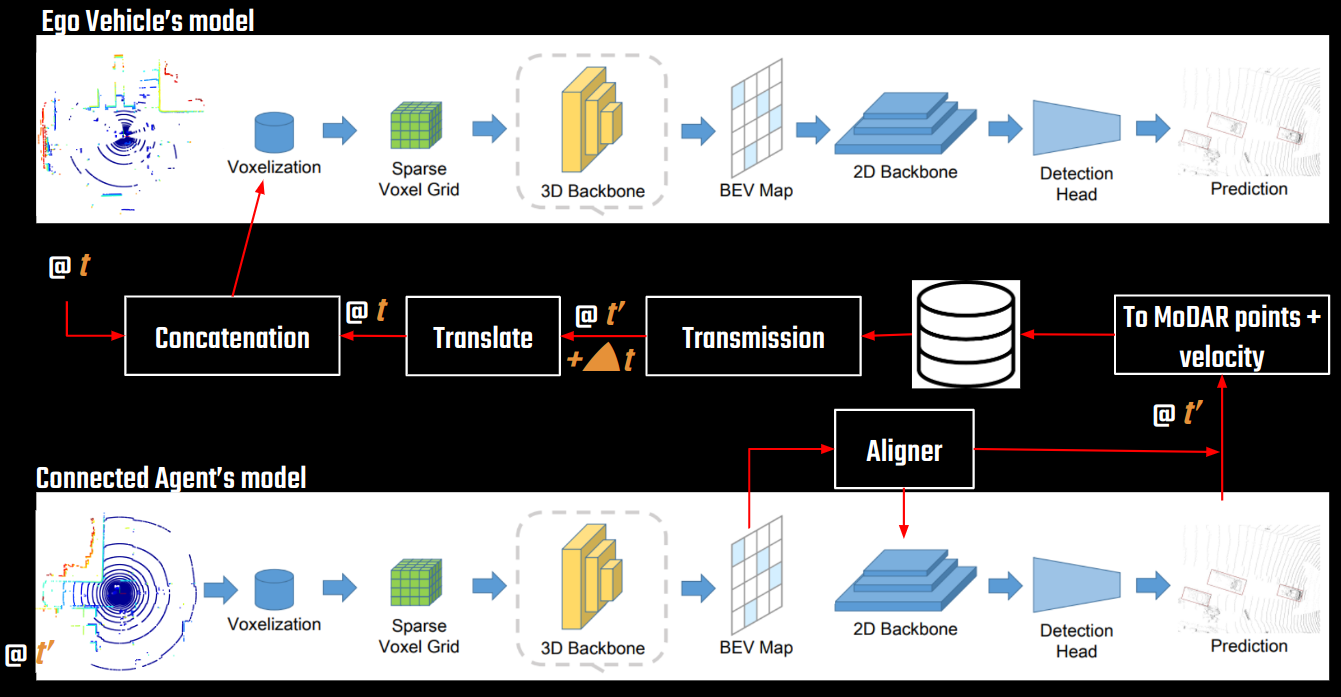 Ego Vehicle's model
Voxelization
Sparse
Voxel Grid
3D Backbone
BEV Map
2D Backbone
Detection
Head
Prediction
@ t
Concatenation
@ t
Translate
@ t'
+ t
Transmission
To MoDAR points +
velocity
@ t'
Aligner
Connected Agent's model
Voxelization
Sparse
Voxel Grid
3D Backbone
BEV Map
2D Backbone
Detection
Head
Prediction
@ t'